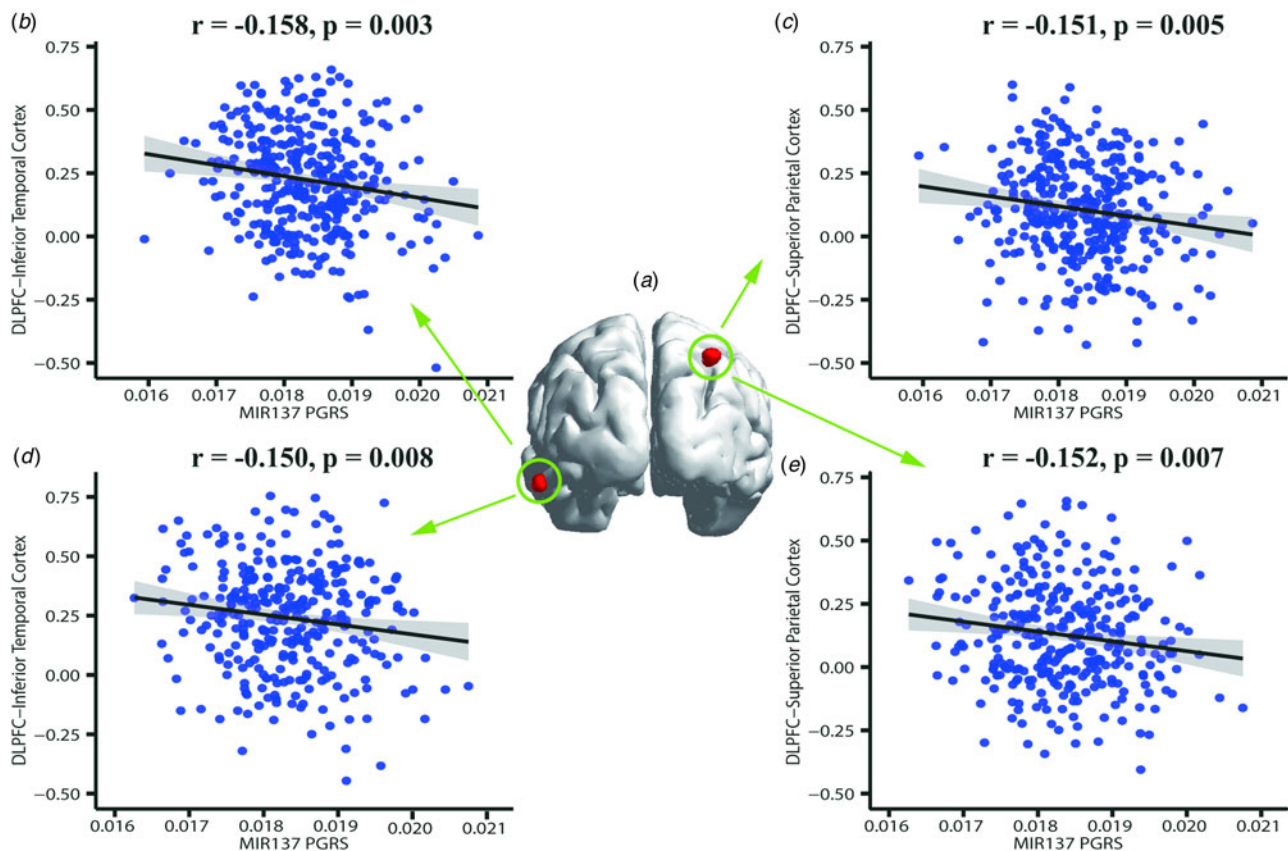 (b)
r = -0.158, p = 0.003
DLPFC–Inferior Temporal Cortex
0.75
0.50
0.25
0.00
−0.25
−0.50
0.016 0.017 0.018 0.019 0.020 0.021
MIR137 PGRS
(c)
r = -0.151, p = 0.005
DLPFC–Superior Parietal Cortex
0.75
0.50
0.25
0.00
−0.25
−0.50
0.016 0.017 0.018 0.019 0.020 0.021
MIR137 PGRS
(a)
(d)
r = -0.150, p = 0.008
DLPFC–Inferior Temporal Cortex
0.75
0.50
0.25
0.00
−0.25
−0.50
0.016 0.017 0.018 0.019 0.020 0.021
MIR137 PGRS
(e)
r = -0.152, p = 0.007
DLPFC–Superior Parietal Cortex
0.75
0.50
0.25
0.00
−0.25
−0.50
0.016 0.017 0.018 0.019 0.020 0.021
MIR137 PGRS